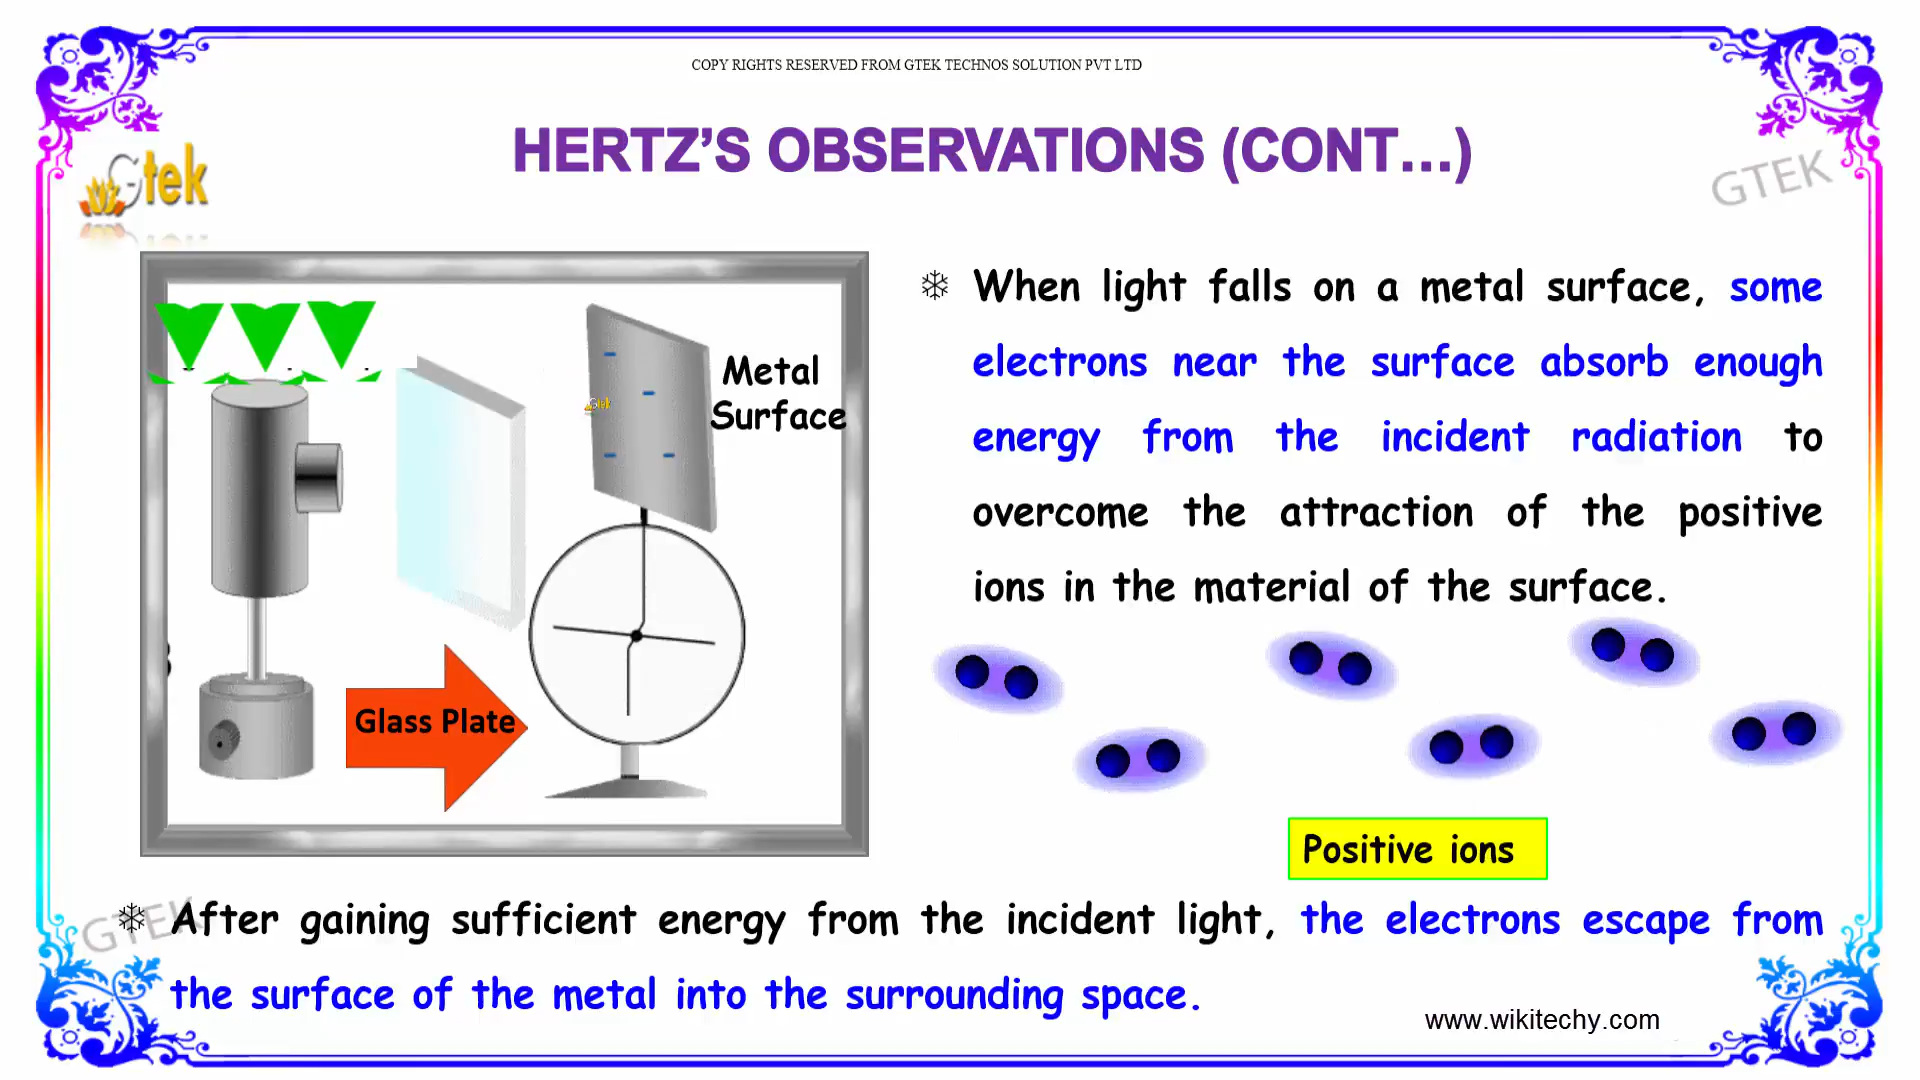 COPY RIGHTS RESERVED FROM GTEK TECHNOS SOLUTION PVT LTD
HERTZ’S OBSERVATIONS (CONT...)
Gtek
GTEK
When light falls on a metal surface, some
electrons near the surface absorb enough
energy from the incident radiation to
overcome the attraction of the positive
ions in the material of the surface.
Metal
Surface
Gtek
Glass Plate
Positive ions
GTEK
After gaining sufficient energy from the incident light, the electrons escape from
the surface of the metal into the surrounding space.
www.wikitechy.com